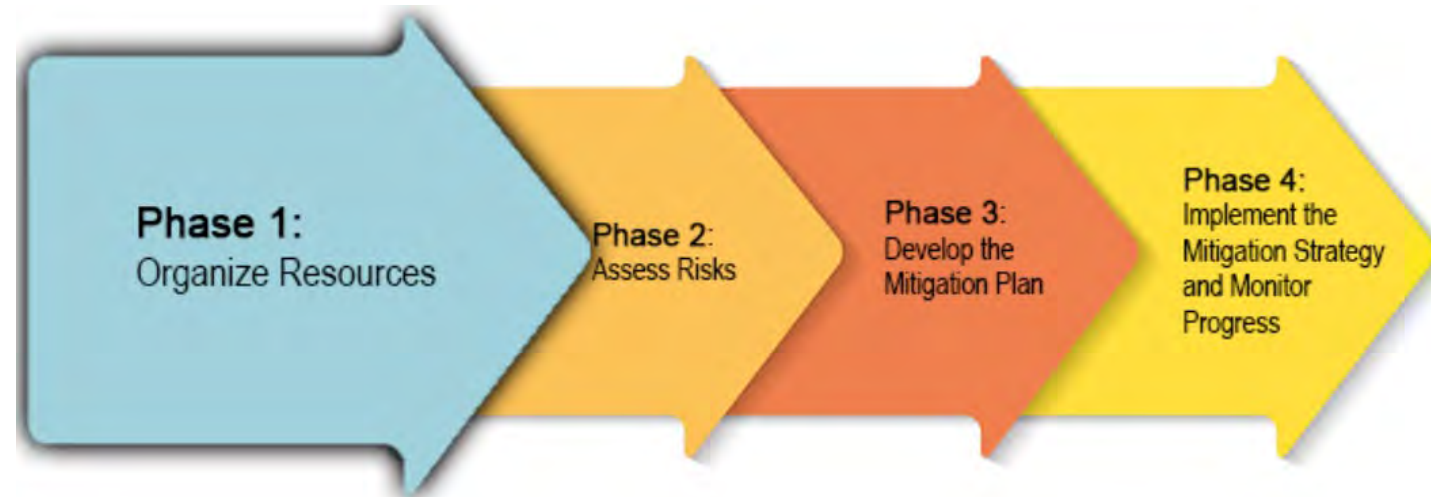 Phase 1:
Organize Resources
Phase 2:
Assess Risks
Phase 3:
Develop the
Mitigation Plan
Phase 4:
Implement the
Mitigation Strategy
and Monitor
Progress